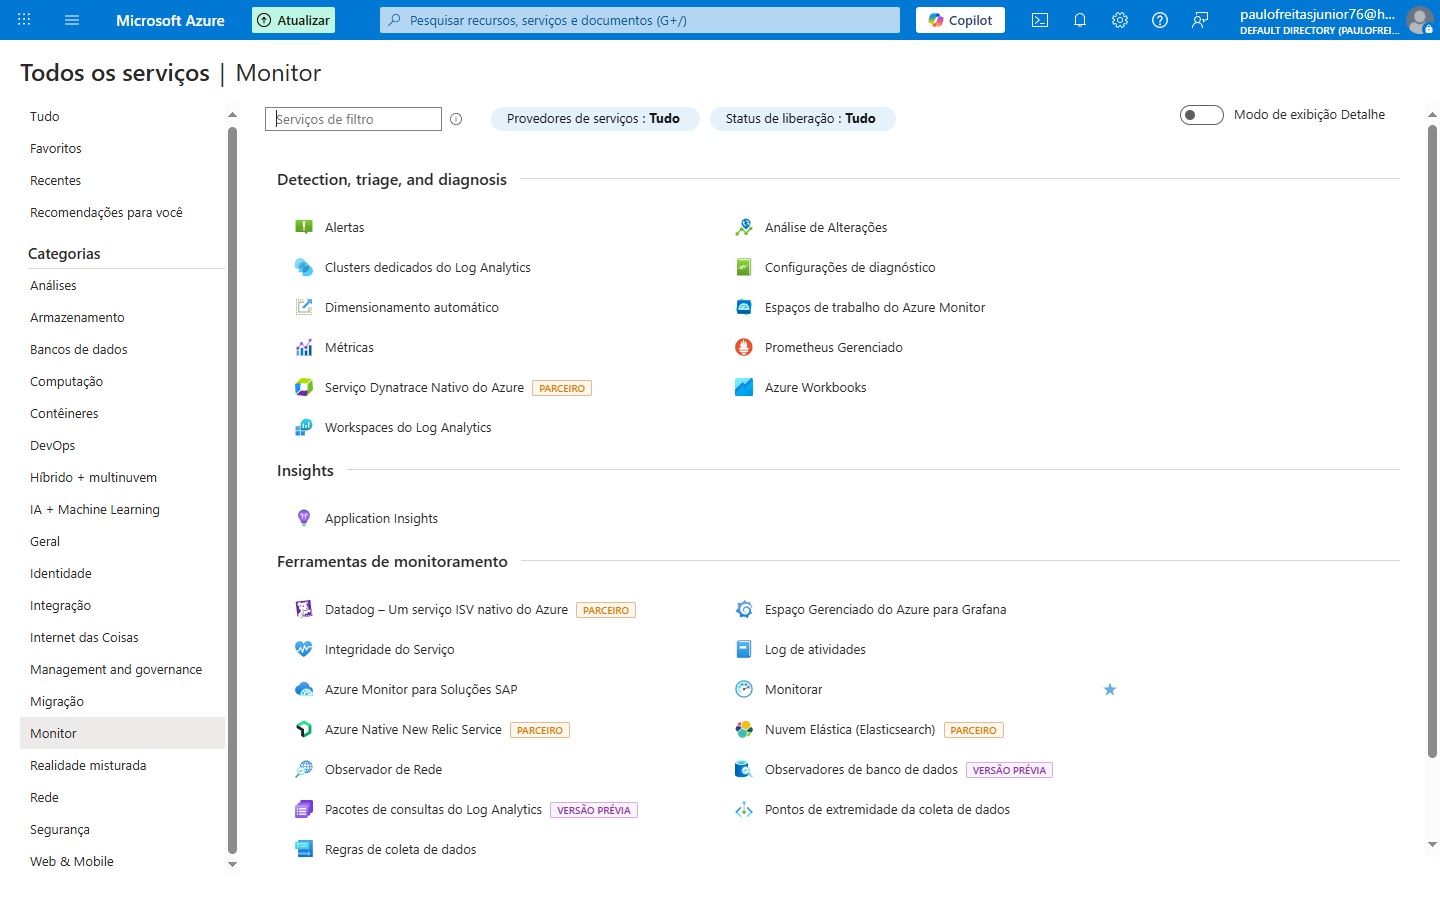 Microsoft Azure
Atualizar
Pesquisar recursos, serviços e documentos (G+/)
Copilot
paulofreitasjunior76@h...
DEFAULT DIRECTORY (PAULOFREI...
Todos os serviços | Monitor
Tudo
Favoritos
Recentes
Recomendações para você
Categorias
Análises
Armazenamento
Bancos de dados
Computação
Contêineres
DevOps
Híbrido + multinuvem
IA + Machine Learning
Geral
Identidade
Integração
Internet das Coisas
Management and governance
Migração
Monitor
Realidade misturada
Rede
Segurança
Web & Mobile
Serviços de filtro
Provedores de serviços : Tudo
Status de liberação : Tudo
Modo de exibição Detalhe
Detection, triage, and diagnosis
Alertas
Análise de Alterações
Clusters dedicados do Log Analytics
Configurações de diagnóstico
Dimensionamento automático
Espaços de trabalho do Azure Monitor
Métricas
Prometheus Gerenciado
Serviço Dynatrace Nativo do Azure PARCEIRO
Azure Workbooks
Workspaces do Log Analytics
Insights
Application Insights
Ferramentas de monitoramento
Datadog – Um serviço ISV nativo do Azure PARCEIRO
Espaço Gerenciado do Azure para Grafana
Integridade do Serviço
Log de atividades
Azure Monitor para Soluções SAP
Monitorar
Azure Native New Relic Service PARCEIRO
Nuvem Elástica (Elasticsearch) PARCEIRO
Observador de Rede
Observadores de banco de dados VERSÃO PRÉVIA
Pacotes de consultas do Log Analytics VERSÃO PRÉVIA
Pontos de extremidade da coleta de dados
Regras de coleta de dados